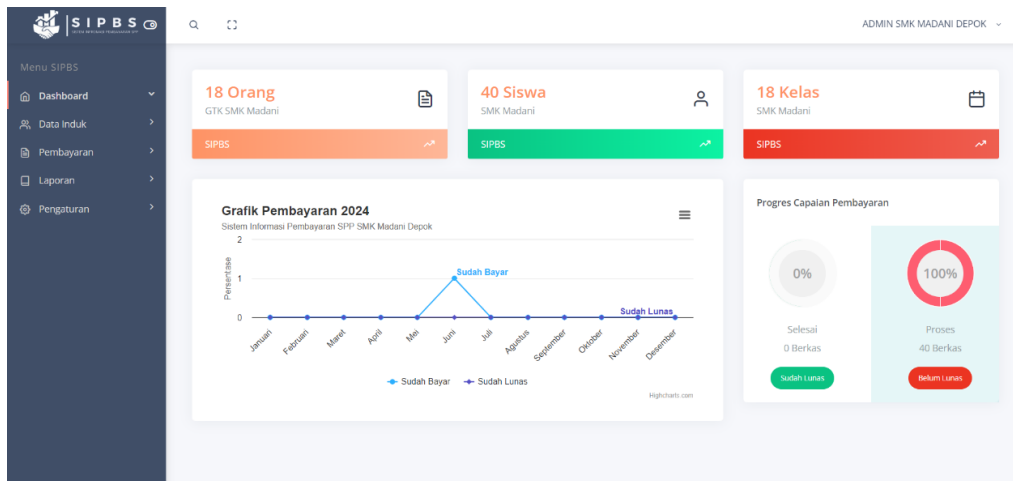 SIPBS
SISTEM INFORMASI PEMBAYARAN SPP
ADMIN SMK MADANI DEPOK
Menu SIPBS
Dashboard
Data Induk
Pembayaran
Laporan
Pengaturan
18 Orang
GTK SMK Madani
SIPBS
40 Siswa
SMK Madani
SIPBS
18 Kelas
SMK Madani
SIPBS
Grafik Pembayaran 2024
Sistem Informasi Pembayaran SPP SMK Madani Depok
Persentase
2
1
0
Sudah Bayar
Sudah Lunas
Januari
Februari
Maret
April
Mei
Juni
Juli
Agustus
September
Oktober
November
Desember
Sudah Bayar
Sudah Lunas
Highcharts.com
Progres Capaian Pembayaran
0%
Selesai
0 Berkas
Sudah Lunas
100%
Proses
40 Berkas
Belum Lunas